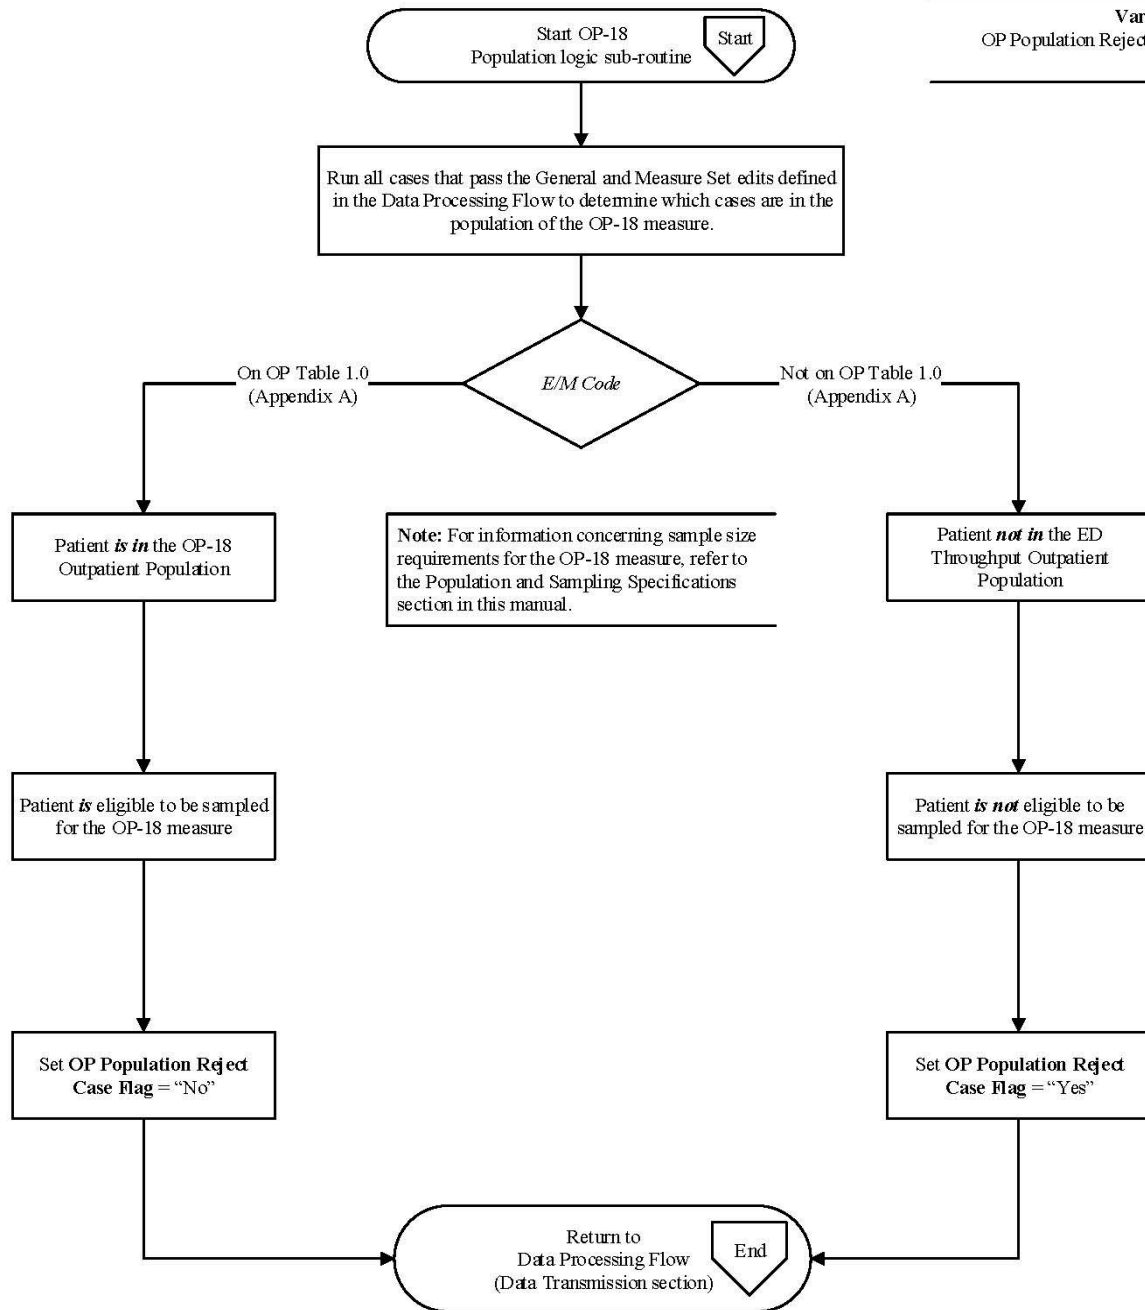 Start OP-18
Population logic sub-routine
Start
Var
OP Population Reject
Run all cases that pass the General and Measure Set edits defined
in the Data Processing Flow to determine which cases are in the
population of the OP-18 measure.
On OP Table 1.0
(Appendix A)
E/M Code
Not on OP Table 1.0
(Appendix A)
Patient is in the OP-18
Outpatient Population
Note: For information concerning sample size
requirements for the OP-18 measure, refer to
the Population and Sampling Specifications
section in this manual.
Patient not in the ED
Throughput Outpatient
Population
Patient is eligible to be sampled
for the OP-18 measure
Patient is not eligible to be
sampled for the OP-18 measure
Set OP Population Reject
Case Flag = “No”
Set OP Population Reject
Case Flag = “Yes”
Return to
Data Processing Flow
(Data Transmission section)
End